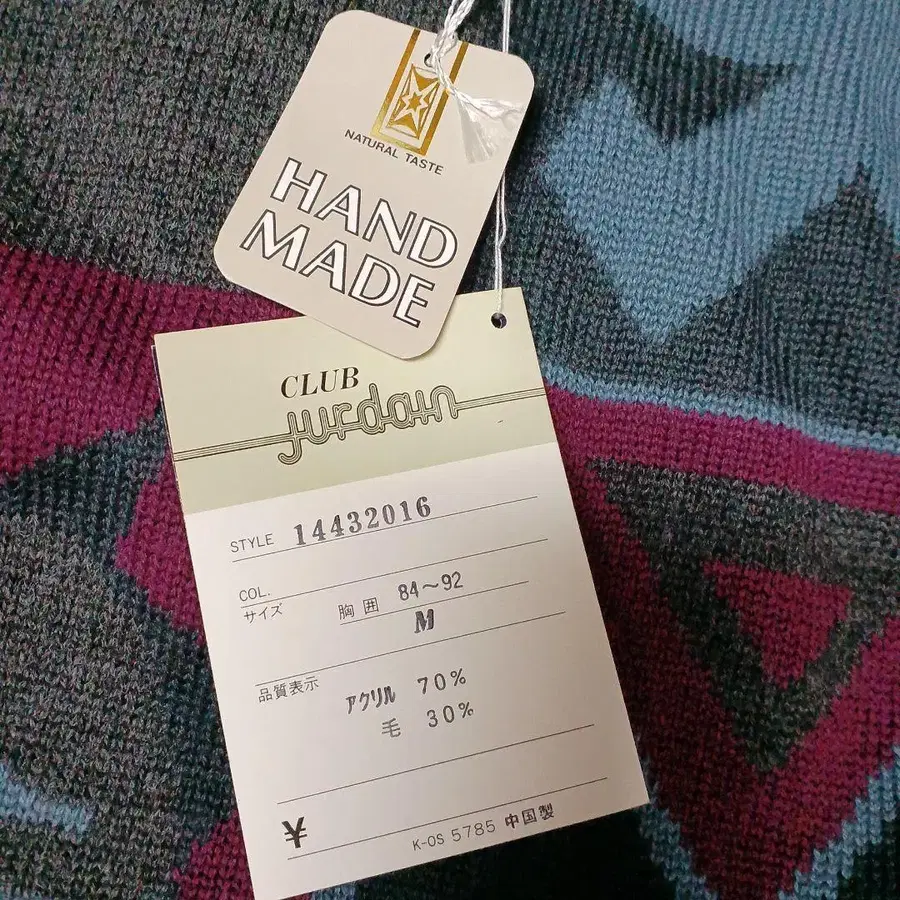 NATURAL TASTE
HAND
MADE
CLUB
jurdain
STYLE 14432016
COL.
サイズ 胸囲 84~92
M
品質表示
アクリル 70%
毛 30%
¥
K-OS 5785 中国製